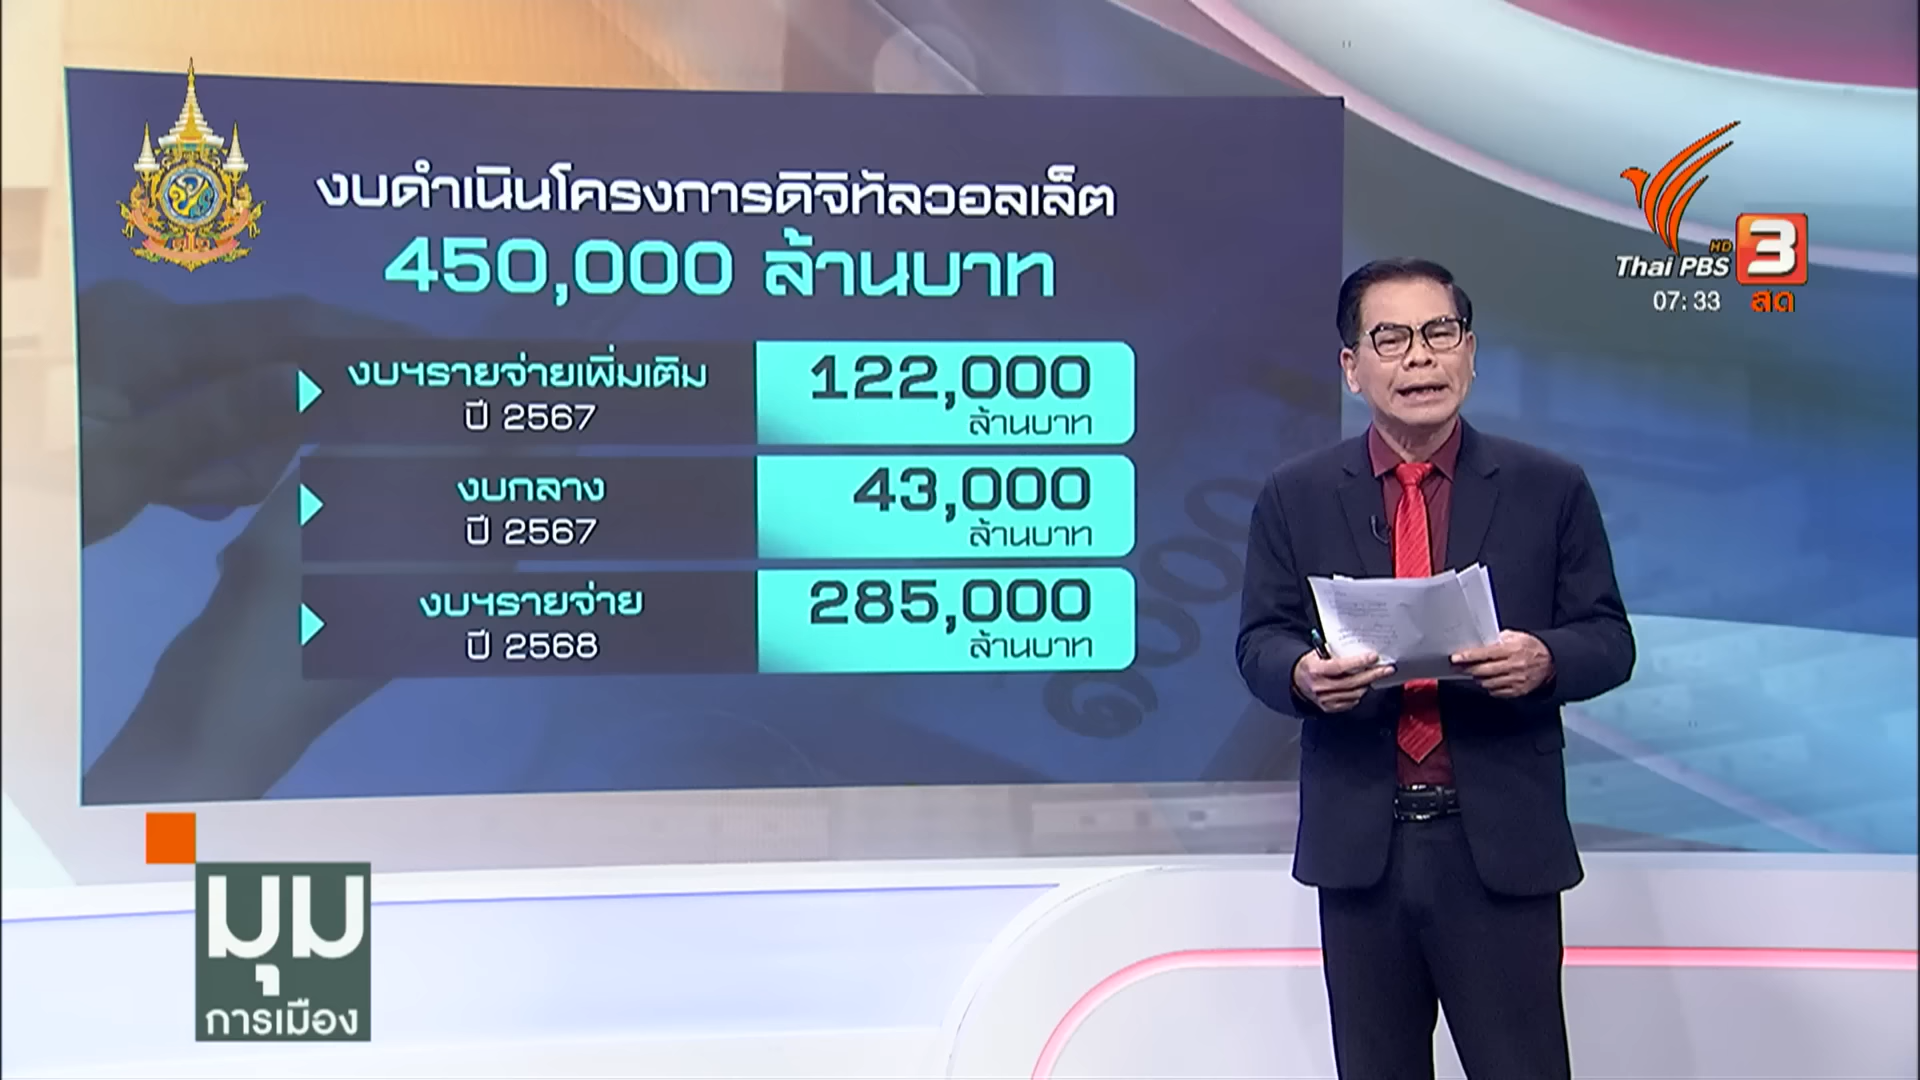 งบดำเนินโครงการดิจิทัลวอลเล็ต
450,000 ล้านบาท
งบฯรายจ่ายเพิ่มเติม
ปี 2567
122,000
ล้านบาท
งบกลาง
ปี 2567
43,000
ล้านบาท
งบฯรายจ่าย
ปี 2568
285,000
ล้านบาท
HD
Thai PBS 3
07:33 สด
มุม
การเมือง